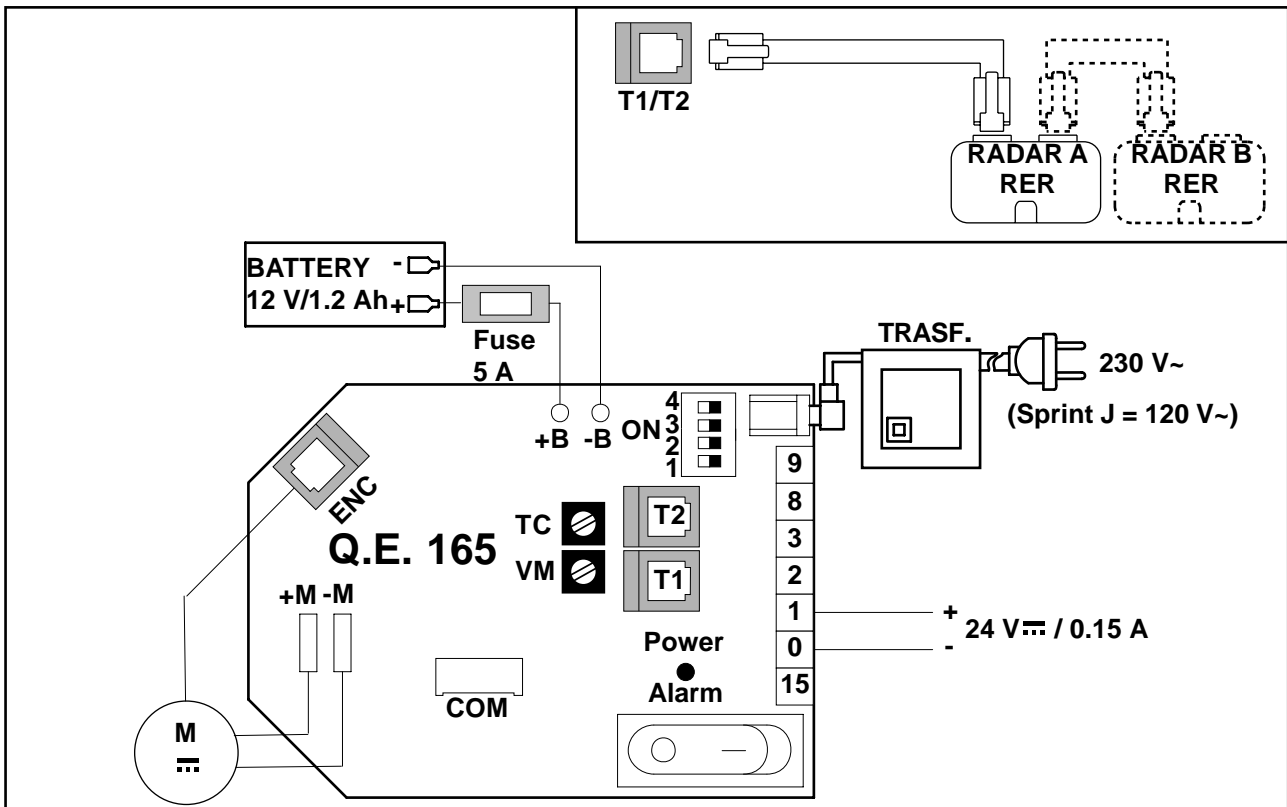 T1/T2
RADAR A
RER
RADAR B
RER
BATTERY -
12 V/1.2 Ah +
Fuse
5 A
TRASF.
230 V~
(Sprint J = 120 V~)
+B -B ON
4
3
2
1
ENC
Q.E. 165
TC
VM
T2
T1
9
8
3
2
1
0
15
+M -M
Power
Alarm
COM
M
+
24 V⎓ / 0.15 A
-